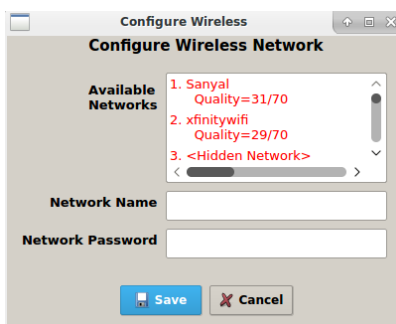 Configure Wireless
Configure Wireless Network
Available
Networks
1. Sanyal
Quality=31/70
2. xfinitywifi
Quality=29/70
3. <Hidden Network>
Network Name
Network Password
Save
Cancel